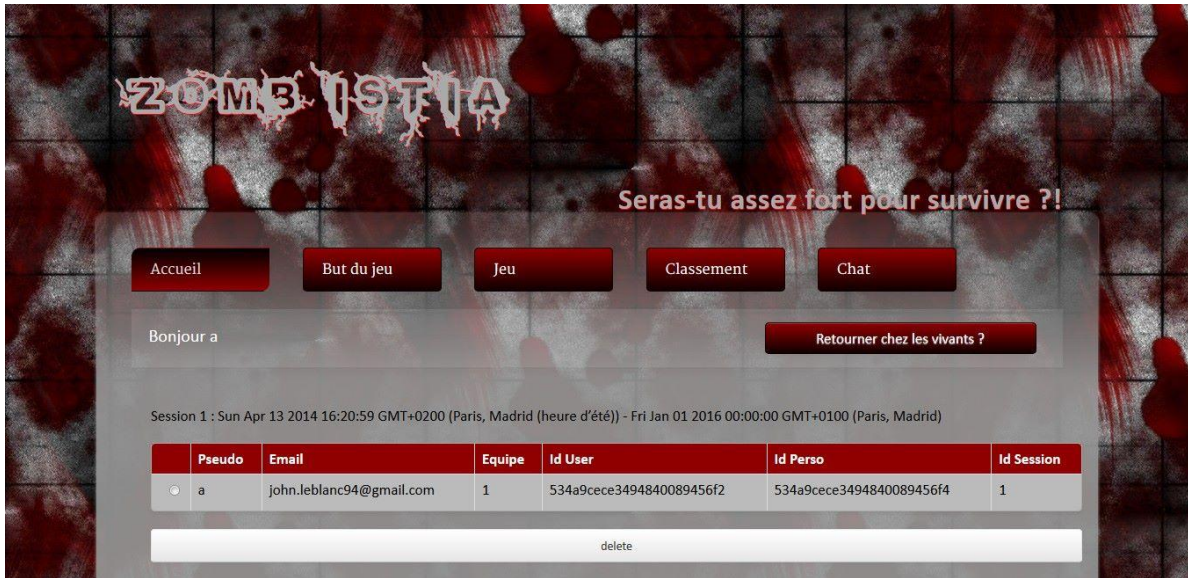 ZOMB'ISTIA
Seras-tu assez fort pour survivre ?!
Accueil But du jeu Jeu Classement Chat
Bonjour a Retourner chez les vivants ?
Session 1 : Sun Apr 13 2014 16:20:59 GMT+0200 (Paris, Madrid (heure d’été)) - Fri Jan 01 2016 00:00:00 GMT+0100 (Paris, Madrid)
Pseudo Email Equipe Id User Id Perso Id Session
a john.leblanc94@gmail.com 1 534a9cece3494840089456f2 534a9cece3494840089456f4 1
delete